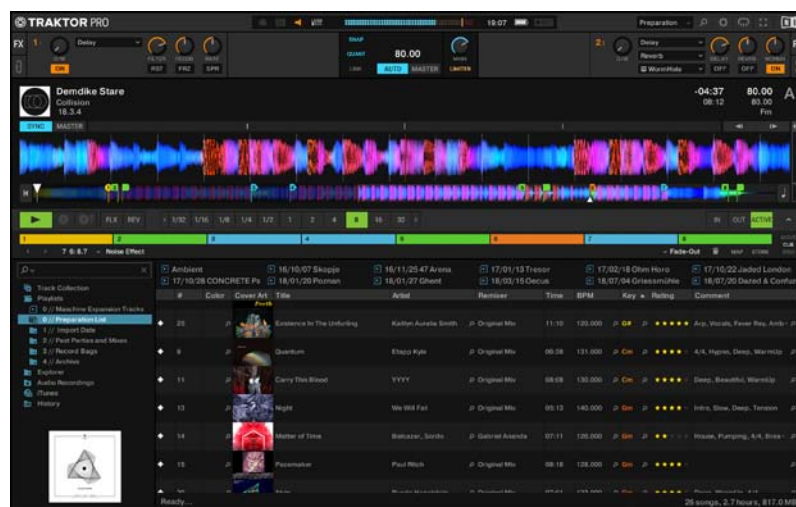 TRAKTOR PRO 19:07 Preparation
FX 1 Delay SNAP 2 Delay
D/W FILTER REVERB RATE QUANT 80.00 MAIN D/W Reverb DELAY REVERB
ON RST FRZ SPR LINK AUTO MASTER LIMITER WormHole OFF OFF ON
Demdike Stare -04:37 80.00 A
Collision 08:12 80.00
18.3.4 Fm
SYNC MASTER
FLX REV 1/32 1/16 1/8 1/4 1/2 1 2 4 8 16 32 IN OUT ACTIVE
1 2 3 4 5 6 7 8
7 6:8.7 Noise Effect Fade-Out MAP STORE
Ambient 16/10/07 Skopje 16/11/25 47 Arena 17/01/13 Tresor 17/02/18 Ohm Horo 17/10/22 Jaded London
17/10/28 CONCRETE Pa 18/01/20 Poznan 18/01/27 Ghent 18/03/15 Oecus 18/07/04 Griessmühle 18/07/20 Dazed & Confus
Track Collection
Playlists
0 // Maschine Expansion Tracks
0 // Preparation List
1 // Import Date
2 // Past Parties and Mixes
3 // Record Bags
4 // Archive
Explorer
Audio Recordings
iTunes
History
# Color Cover Art Title Artist Remixer Time BPM Key Rating Comment
25 Existence In The Unfurling Kaitlyn Aurelia Smith Original Mix 11:10 120.000 G# Arp, Vocals, Fever Ray, Amb
8 Quantum Etapp Kyle Original Mix 06:38 131.000 Cm 4/4, Hypno, Deep, WarmUp
11 Carry This Blood YYYY 08:08 130.000 Cm Deep, Beautiful, WarmUp
13 Night We Will Fail Original Mix 05:13 140.000 Gm Intro, Slow, Deep, Tension
14 Matter of Time Balcazar, Sordo Gabriel Ananda 07:11 126.000 Gm House, Pumping, 4/4
15 Pacemaker Paul Ritch Original Mix 08:18 128.000 Gm
Ready... 26 songs, 2.7 hours, 817.0 MB